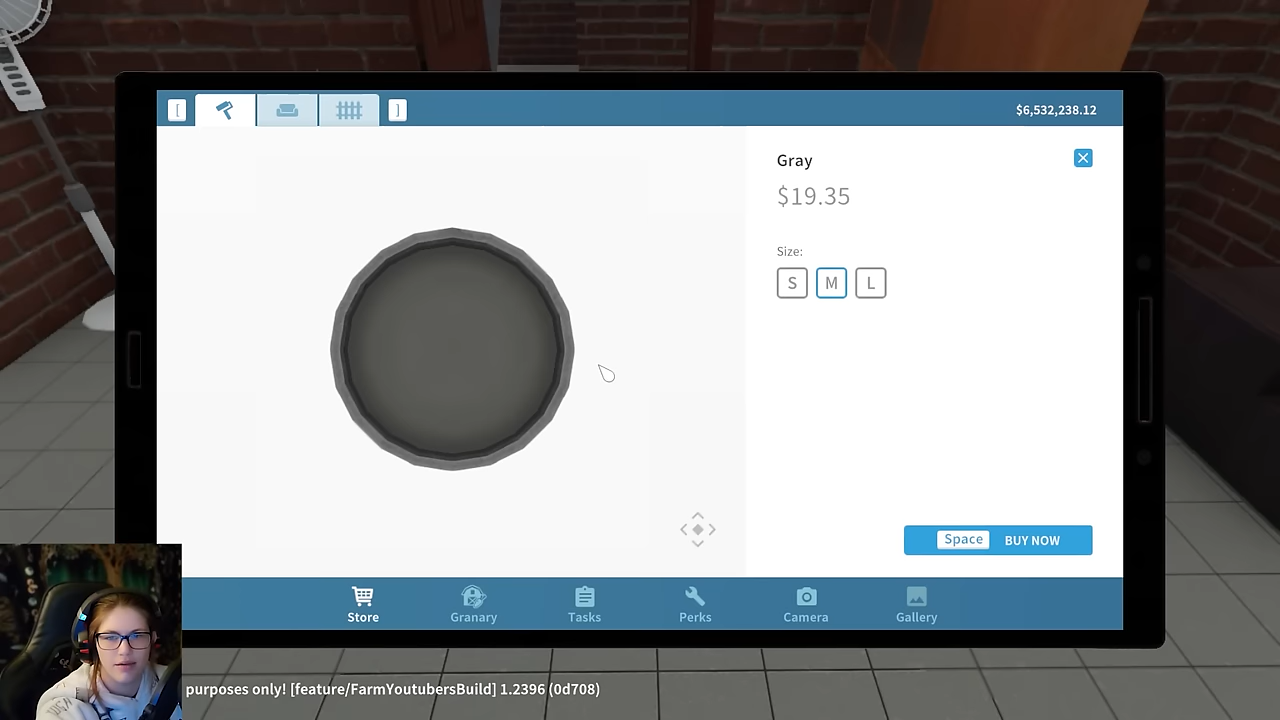 [
]
$6,532,238.12
Gray
$19.35
Size:
S M L
Space BUY NOW
Store Granary Tasks Perks Camera Gallery
purposes only! [feature/FarmYoutubersBuild] 1.2396 (0d708)